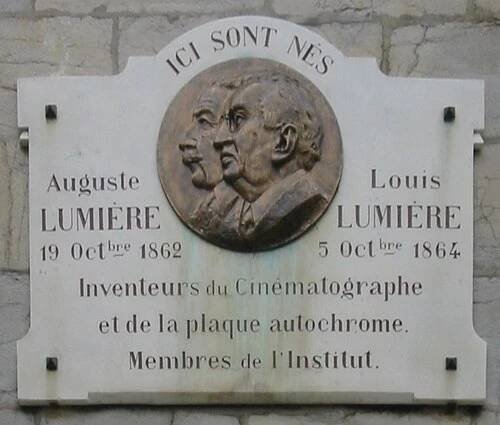 ICI SONT NÉS
Auguste
LUMIÈRE
19 Octbre 1862
Louis
LUMIÈRE
5 Octbre 1864
Inventeurs du Cinématographe
et de la plaque autochrome.
Membres de l'Institut.